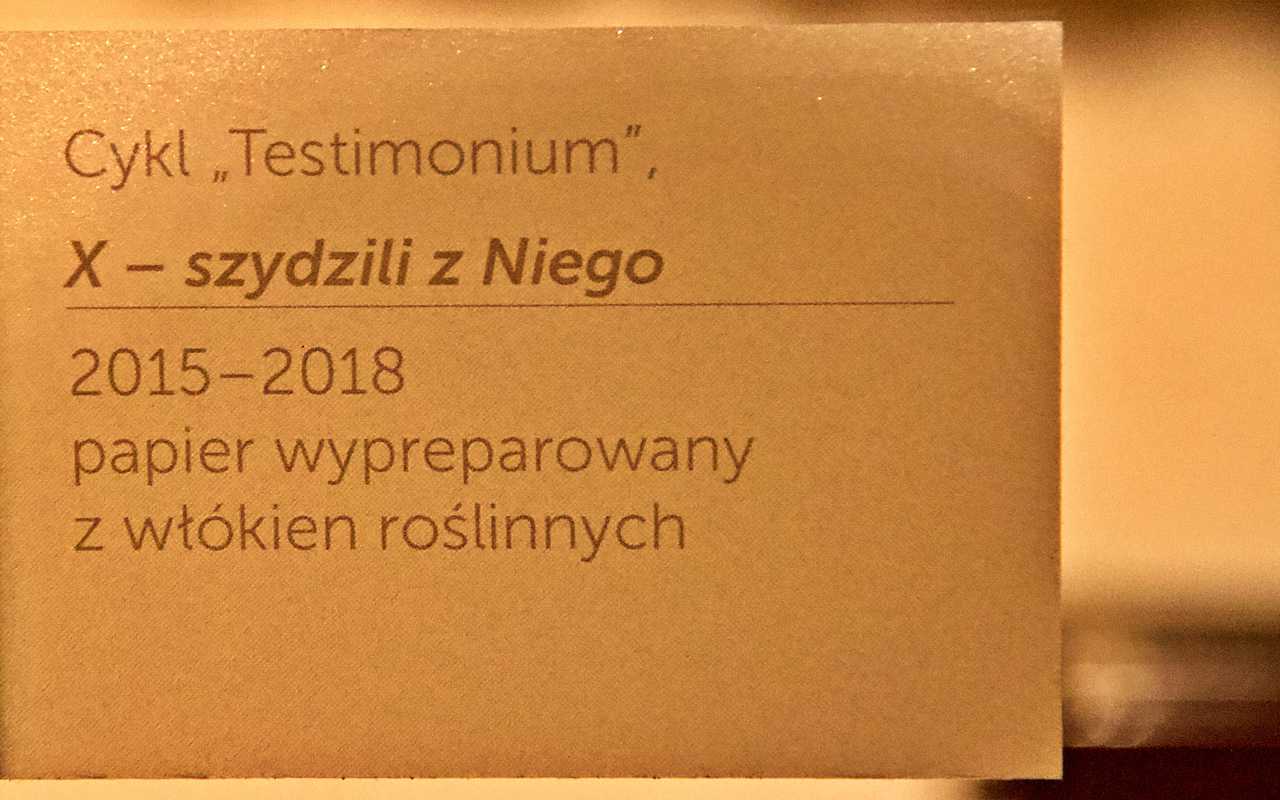 Cykl „Testimonium”,
X – szydzili z Niego
2015–2018
papier wypreparowany
z włókien roślinnych